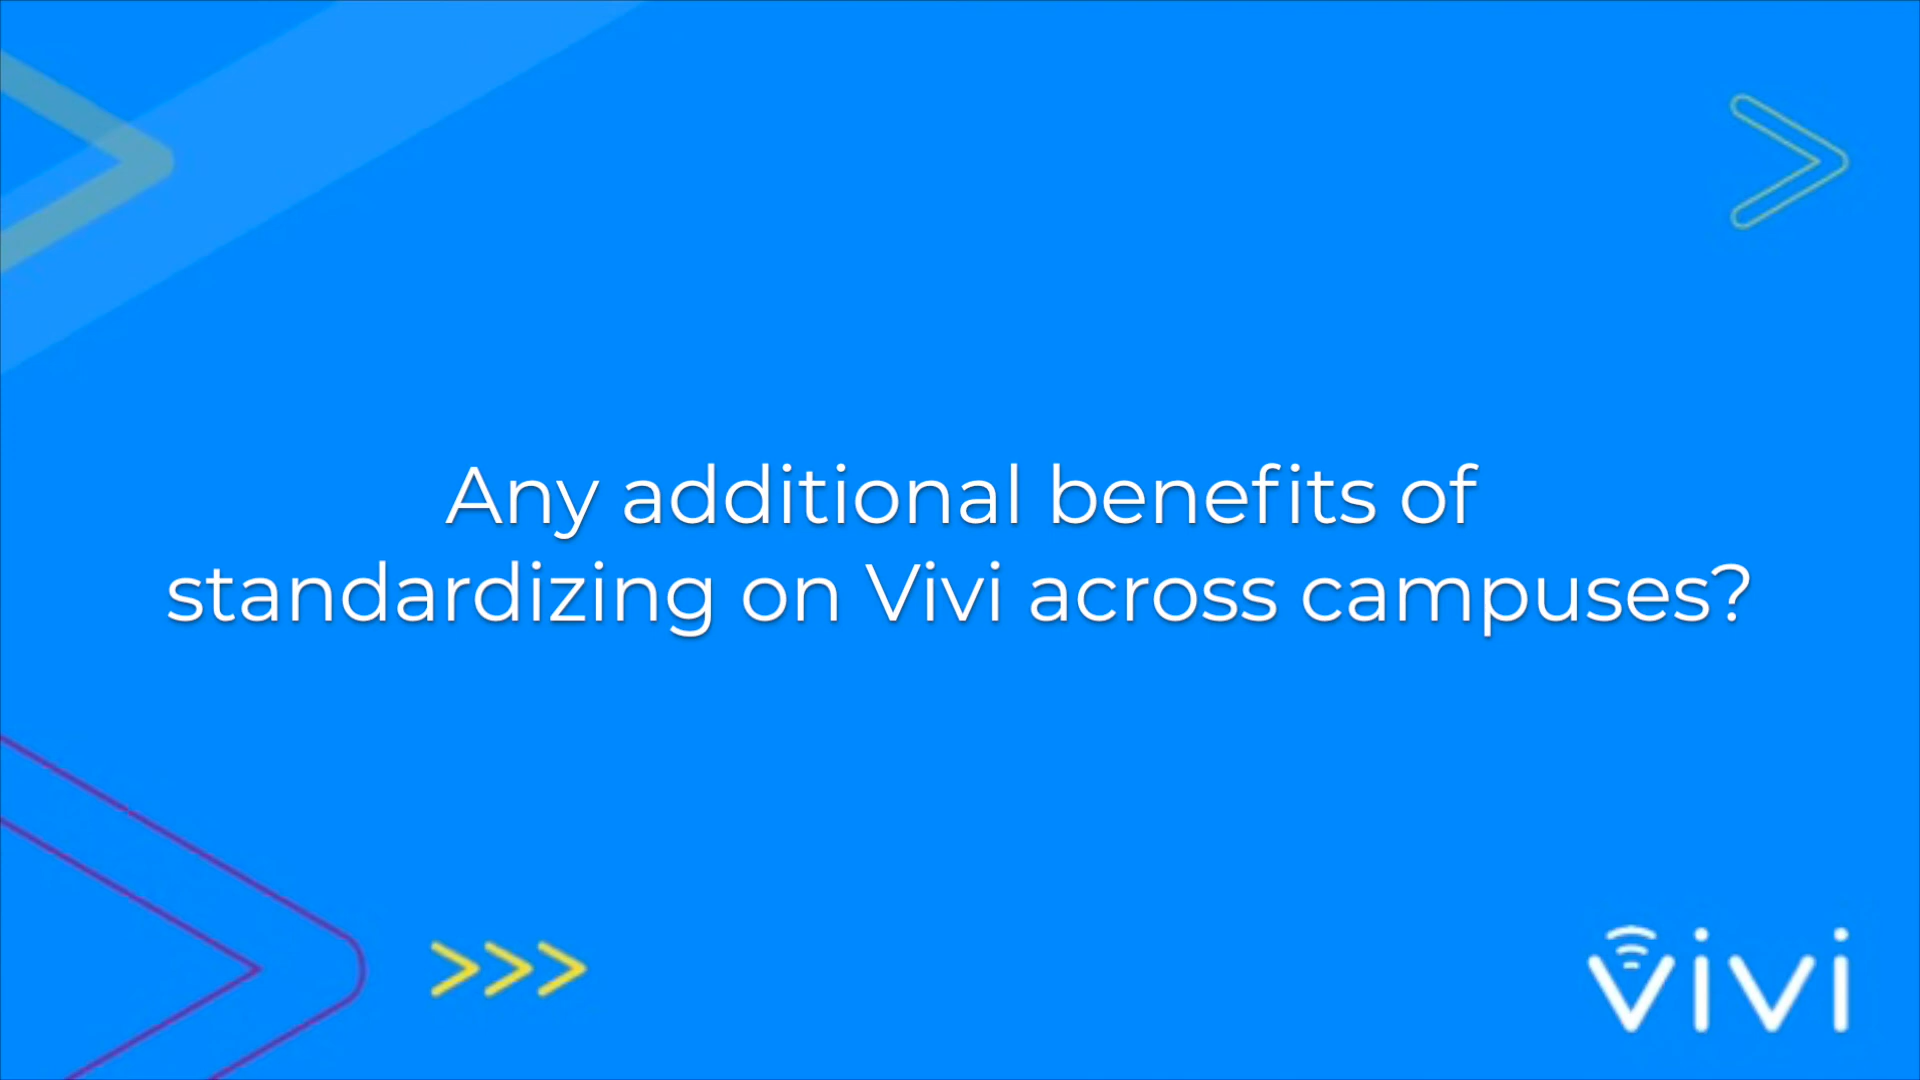 Any additional benefits of
standardizing on Vivi across campuses?
vivi